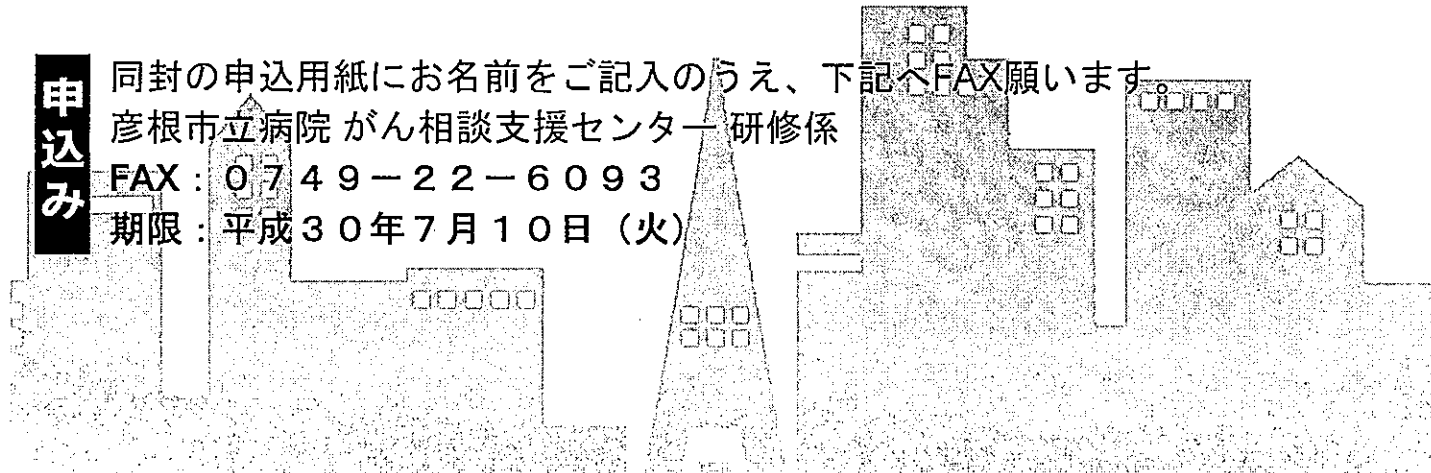 申込み
同封の申込用紙にお名前をご記入のうえ、下記へFAX願います。
彦根市立病院 がん相談支援センター 研修係
FAX：０７４９－２２－６０９３
期限：平成３０年７月１０日（火）